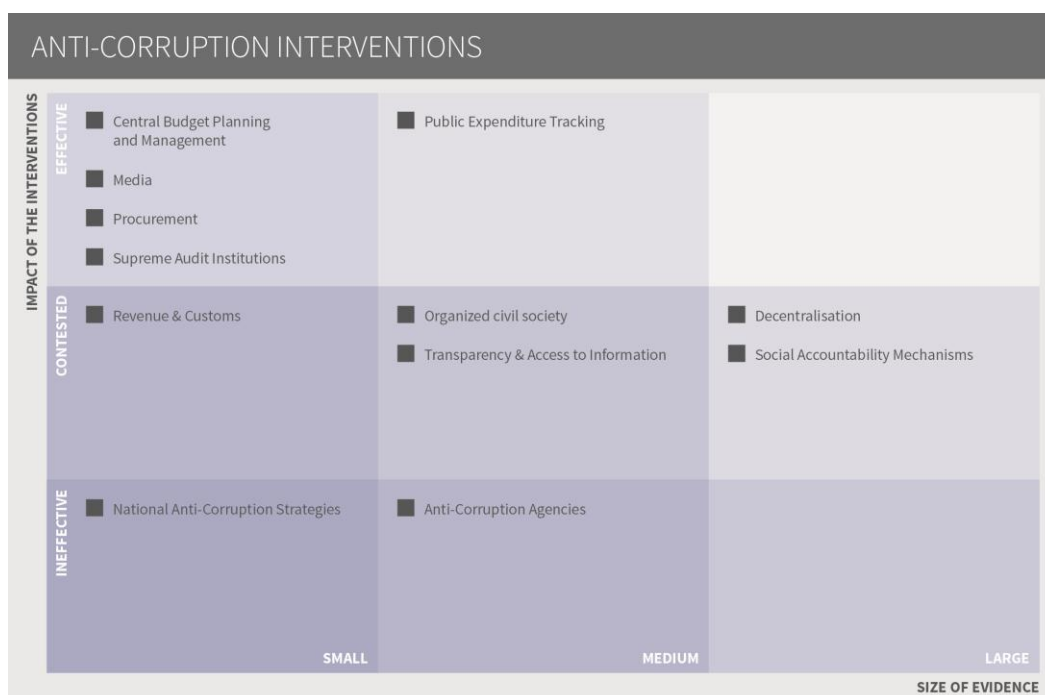 ANTI-CORRUPTION INTERVENTIONS
IMPACT OF THE INTERVENTIONS
EFFECTIVE
Central Budget Planning
and Management
Media
Procurement
Supreme Audit Institutions
Public Expenditure Tracking
CONTESTED
Revenue & Customs
Organized civil society
Transparency & Access to Information
Decentralisation
Social Accountability Mechanisms
INEFFECTIVE
National Anti-Corruption Strategies
Anti-Corruption Agencies
SMALL
MEDIUM
LARGE
SIZE OF EVIDENCE